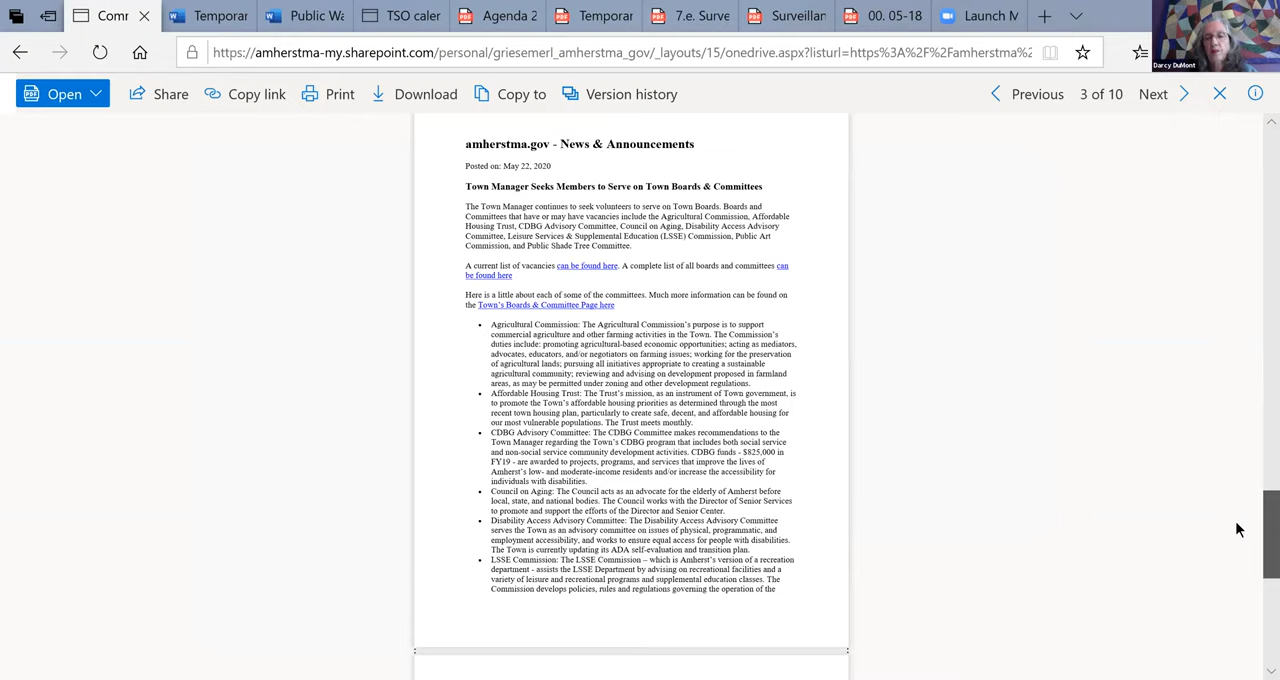 Comr
Temporar
Public Wa
TSO caler
Agenda 2
Temporar
7.e. Surve
Surveillan
00. 05-18
Launch M
https://amherstma-my.sharepoint.com/personal/griesemerl_amherstma_gov/_layouts/15/onedrive.aspx?listurl=https%3A%2F%2Famherstma%2
Darcy DuMont
Open
Share
Copy link
Print
Download
Copy to
Version history
Previous
3 of 10
Next
amherstma.gov - News & Announcements
Posted on: May 22, 2020
Town Manager Seeks Members to Serve on Town Boards & Committees
The Town Manager continues to seek volunteers to serve on Town Boards. Boards and
Committees that have or may have vacancies include the Agricultural Commission, Affordable
Housing Trust, CDBG Advisory Committee, Council on Aging, Disability Access Advisory
Committee, Leisure Services & Supplemental Education (LSSE) Commission, Public Art
Commission, and Public Shade Tree Committee.
A current list of vacancies can be found here. A complete list of all boards and committees can
be found here
Here is a little about each of some of the committees. Much more information can be found on
the Town's Boards & Committee Page here
• Agricultural Commission: The Agricultural Commission's purpose is to support
commercial agriculture and other farming activities in the Town. The Commission's
duties include: promoting agricultural-based economic opportunities; acting as mediators,
advocates, educators, and/or negotiators on farming issues; working for the preservation
of agricultural lands; pursuing all initiatives appropriate to creating a sustainable
agricultural community; reviewing and advising on development proposed in farmland
areas, as may be permitted under zoning and other development regulations.
• Affordable Housing Trust: The Trust's mission, as an instrument of Town government, is
to promote the Town's affordable housing priorities as determined through the most
recent town housing plan, particularly to create safe, decent, and affordable housing for
our most vulnerable populations. The Trust meets monthly.
• CDBG Advisory Committee: The CDBG Committee makes recommendations to the
Town Manager regarding the Town's CDBG program that includes both social service
and non-social service community development activities. CDBG funds - $825,000 in
FY19 - are awarded to projects, programs, and services that improve the lives of
Amherst's low- and moderate-income residents and/or increase the accessibility for
individuals with disabilities.
• Council on Aging: The Council acts as an advocate for the elderly of Amherst before
local, state, and national bodies. The Council works with the Director of Senior Services
to promote and support the efforts of the Director and Senior Center.
• Disability Access Advisory Committee: The Disability Access Advisory Committee
serves the Town as an advisory committee on issues of physical, programmatic, and
employment accessibility, and works to ensure equal access for people with disabilities.
The Town is currently updating its ADA self-evaluation and transition plan.
• LSSE Commission: The LSSE Commission – which is Amherst's version of a recreation
department - assists the LSSE Department by advising on recreational facilities and a
variety of leisure and recreational programs and supplemental education classes. The
Commission develops policies, rules and regulations governing the operation of the